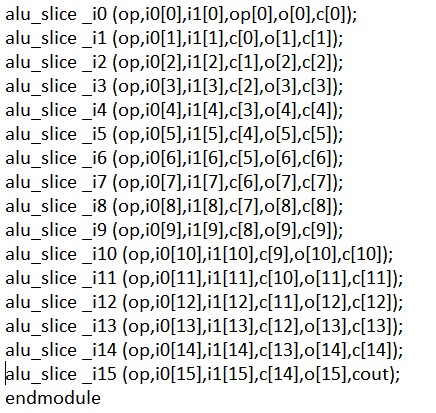 alu_slice _i0 (op,i0[0],i1[0],op[0],o[0],c[0]);
alu_slice _i1 (op,i0[1],i1[1],c[0],o[1],c[1]);
alu_slice _i2 (op,i0[2],i1[2],c[1],o[2],c[2]);
alu_slice _i3 (op,i0[3],i1[3],c[2],o[3],c[3]);
alu_slice _i4 (op,i0[4],i1[4],c[3],o[4],c[4]);
alu_slice _i5 (op,i0[5],i1[5],c[4],o[5],c[5]);
alu_slice _i6 (op,i0[6],i1[6],c[5],o[6],c[6]);
alu_slice _i7 (op,i0[7],i1[7],c[6],o[7],c[7]);
alu_slice _i8 (op,i0[8],i1[8],c[7],o[8],c[8]);
alu_slice _i9 (op,i0[9],i1[9],c[8],o[9],c[9]);
alu_slice _i10 (op,i0[10],i1[10],c[9],o[10],c[10]);
alu_slice _i11 (op,i0[11],i1[11],c[10],o[11],c[11]);
alu_slice _i12 (op,i0[12],i1[12],c[11],o[12],c[12]);
alu_slice _i13 (op,i0[13],i1[13],c[12],o[13],c[13]);
alu_slice _i14 (op,i0[14],i1[14],c[13],o[14],c[14]);
alu_slice _i15 (op,i0[15],i1[15],c[14],o[15],cout);
endmodule